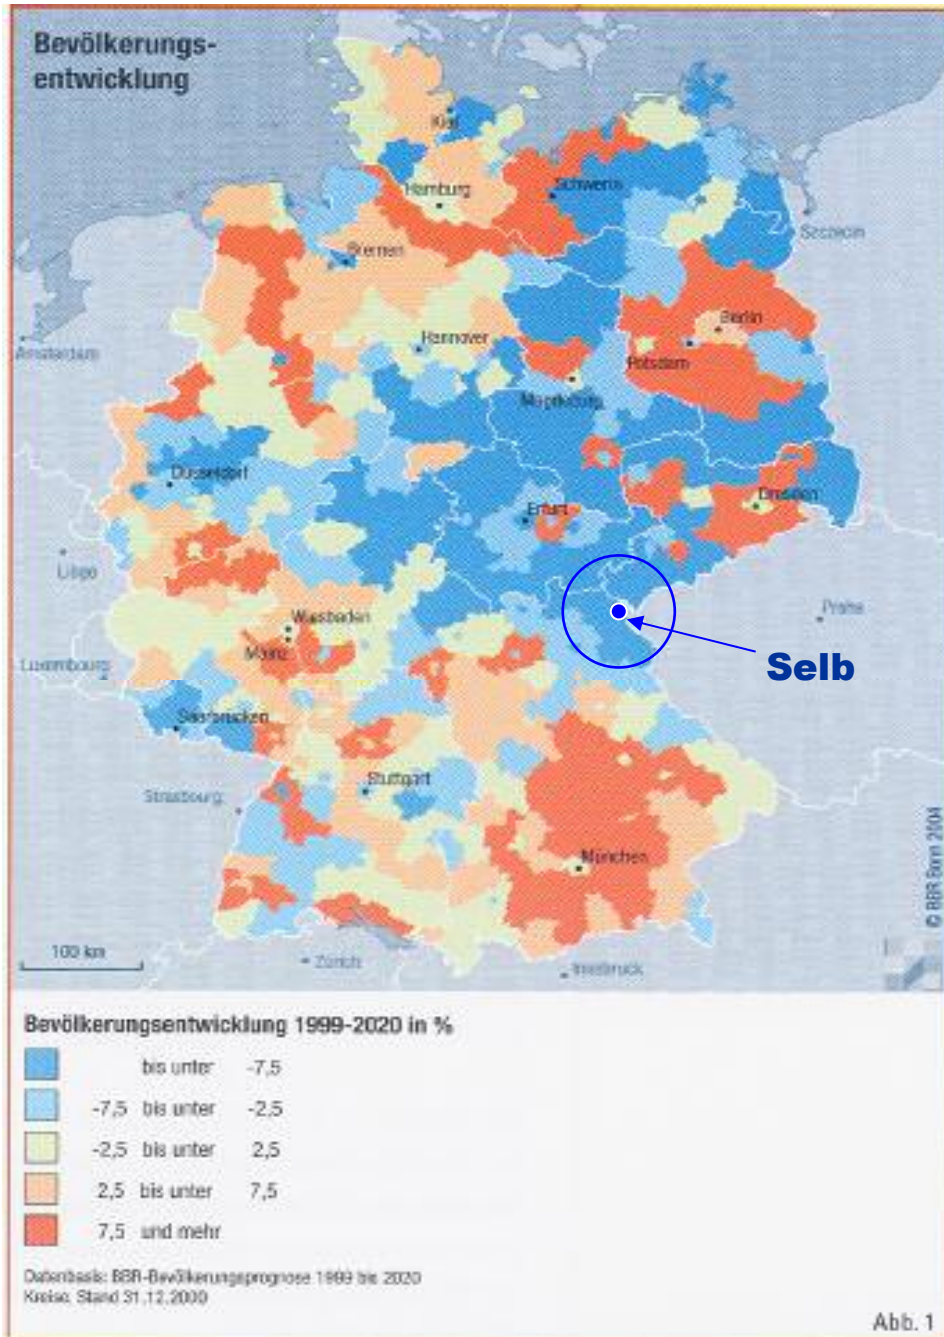 Bevölkerungs-
entwicklung
Kiel
Hamburg
Schwerin
Szczecin
Bremen
Berlin
Amsterdam
Hannover
Potsdam
Magdeburg
Düsseldorf
Erfurt
Dresden
Liège
Praha
Wiesbaden
Mainz
Luxembourg
Selb
Saarbrücken
Stuttgart
Strasbourg
München
© BBR Bonn 2004
100 km
Zürich
Innsbruck
Bevölkerungsentwicklung 1999-2020 in %
bis unter -7,5
-7,5 bis unter -2,5
-2,5 bis unter 2,5
2,5 bis unter 7,5
7,5 und mehr
Datenbasis: BBR-Bevölkerungsprognose 1999 bis 2020
Kreise, Stand 31.12.2000
Abb. 1